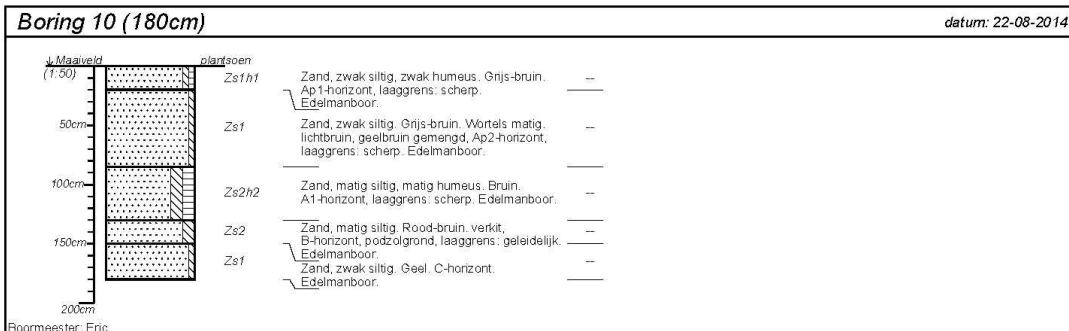 Boring 10 (180cm)
datum: 22-08-2014
↓ Maaiveld
plantsoen
(1:50)
Zs1h1
Zand, zwak siltig, zwak humeus. Grijs-bruin.
Ap1-horizont, laaggrens: scherp.
Edelmanboor.
--
50cm
Zs1
Zand, zwak siltig. Grijs-bruin. Wortels matig.
lichtbruin, geelbruin gemengd, Ap2-horizont,
laaggrens: scherp. Edelmanboor.
--
100cm
Zs2h2
Zand, matig siltig, matig humeus. Bruin.
A1-horizont, laaggrens: scherp. Edelmanboor.
--
Zs2
Zand, matig siltig. Rood-bruin. verkit,
B-horizont, podzolgrond, laaggrens: geleidelijk.
Edelmanboor.
--
150cm
Zs1
Zand, zwak siltig. Geel. C-horizont.
Edelmanboor.
--
200cm
Boormeester: Eric